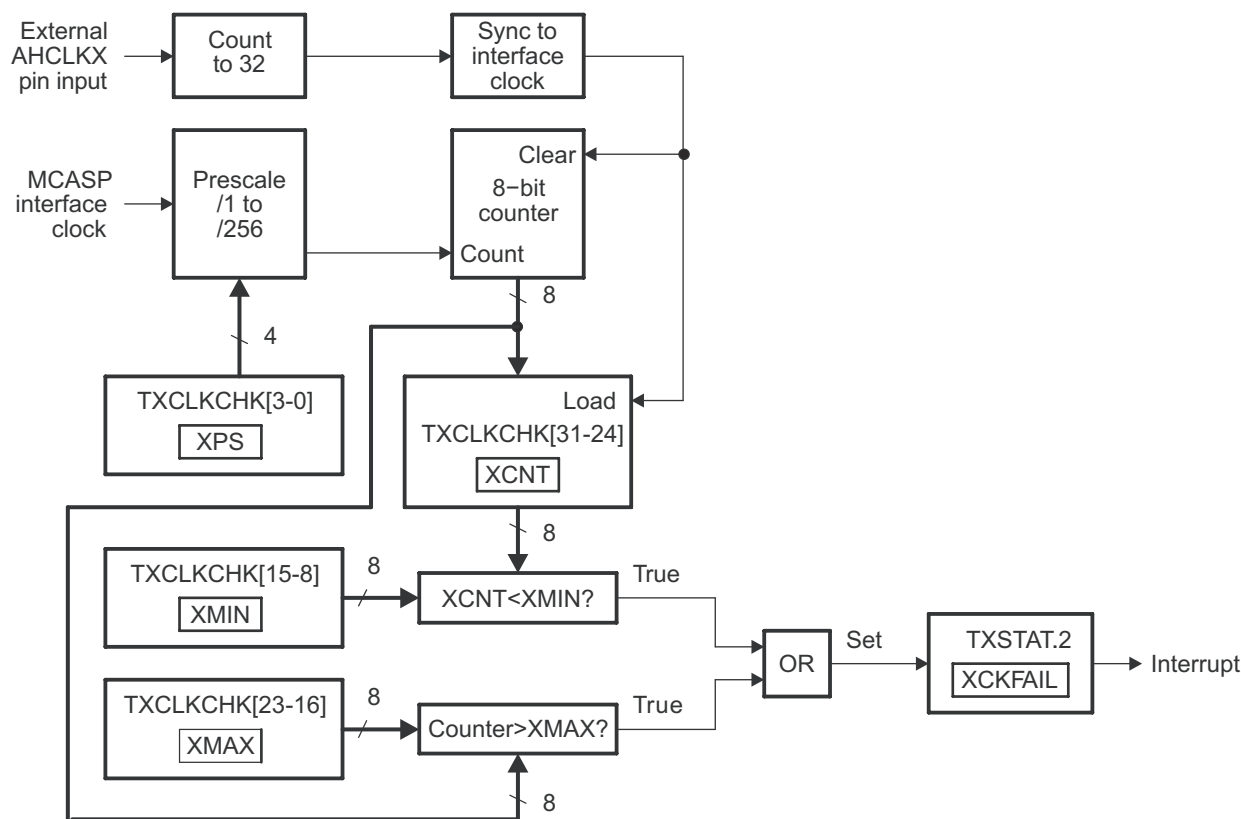 External
AHCLKX
pin input
Count
to 32
Sync to
interface
clock
MCASP
interface
clock
Prescale
/1 to
/256
Clear
8−bit
counter
Count
8
4
TXCLKCHK[3-0]
XPS
Load
TXCLKCHK[31-24]
XCNT
8
TXCLKCHK[15-8]
XMIN
8
XCNT<XMIN?
True
TXCLKCHK[23-16]
XMAX
8
Counter>XMAX?
True
8
OR
Set
TXSTAT.2
XCKFAIL
Interrupt